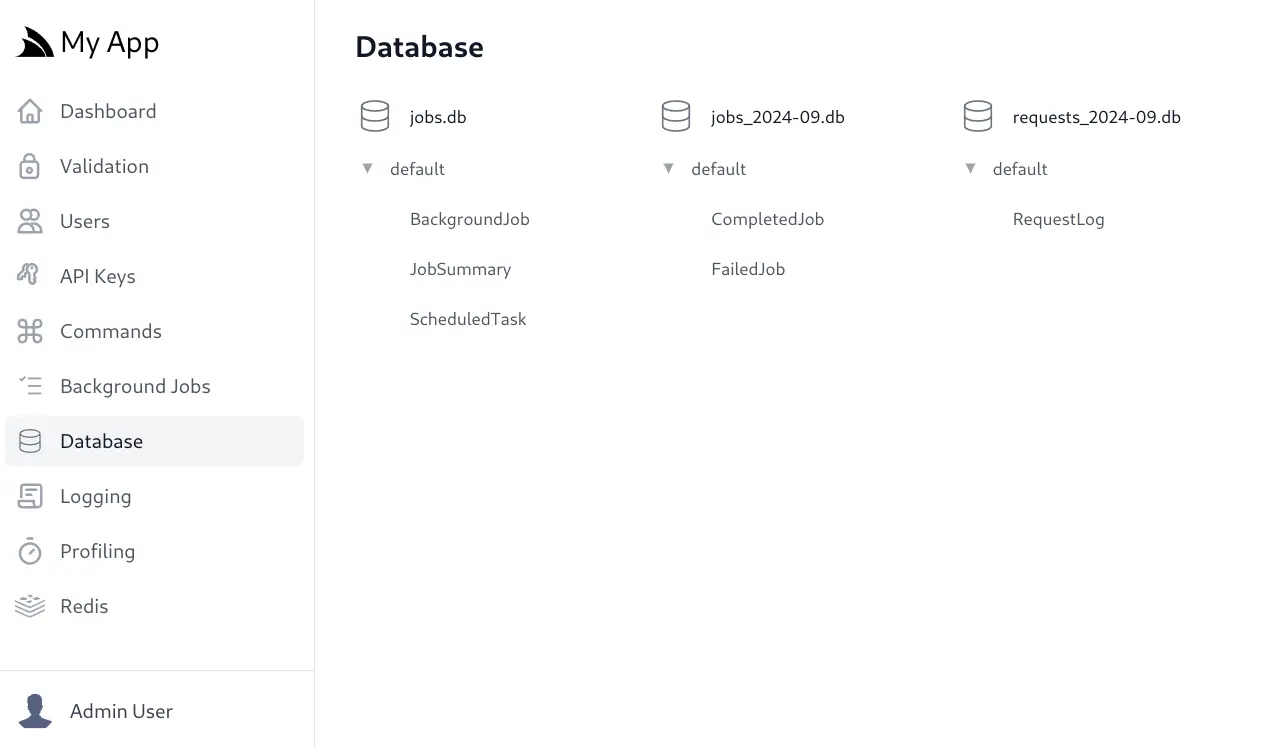 My App
Dashboard
Validation
Users
API Keys
Commands
Background Jobs
Database
Logging
Profiling
Redis
Admin User
Database
jobs.db
default
BackgroundJob
JobSummary
ScheduledTask
jobs_2024-09.db
default
CompletedJob
FailedJob
requests_2024-09.db
default
RequestLog